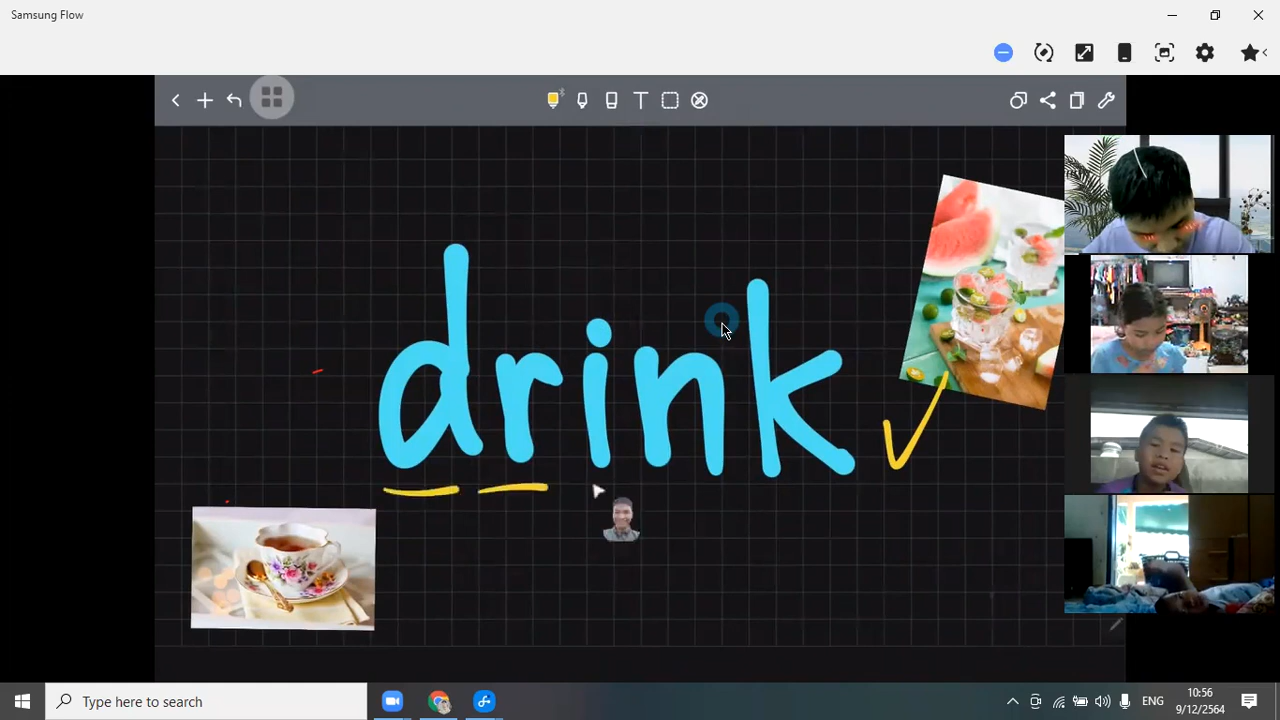 Samsung Flow
drink
Type here to search
ENG
10:56
9/12/2564